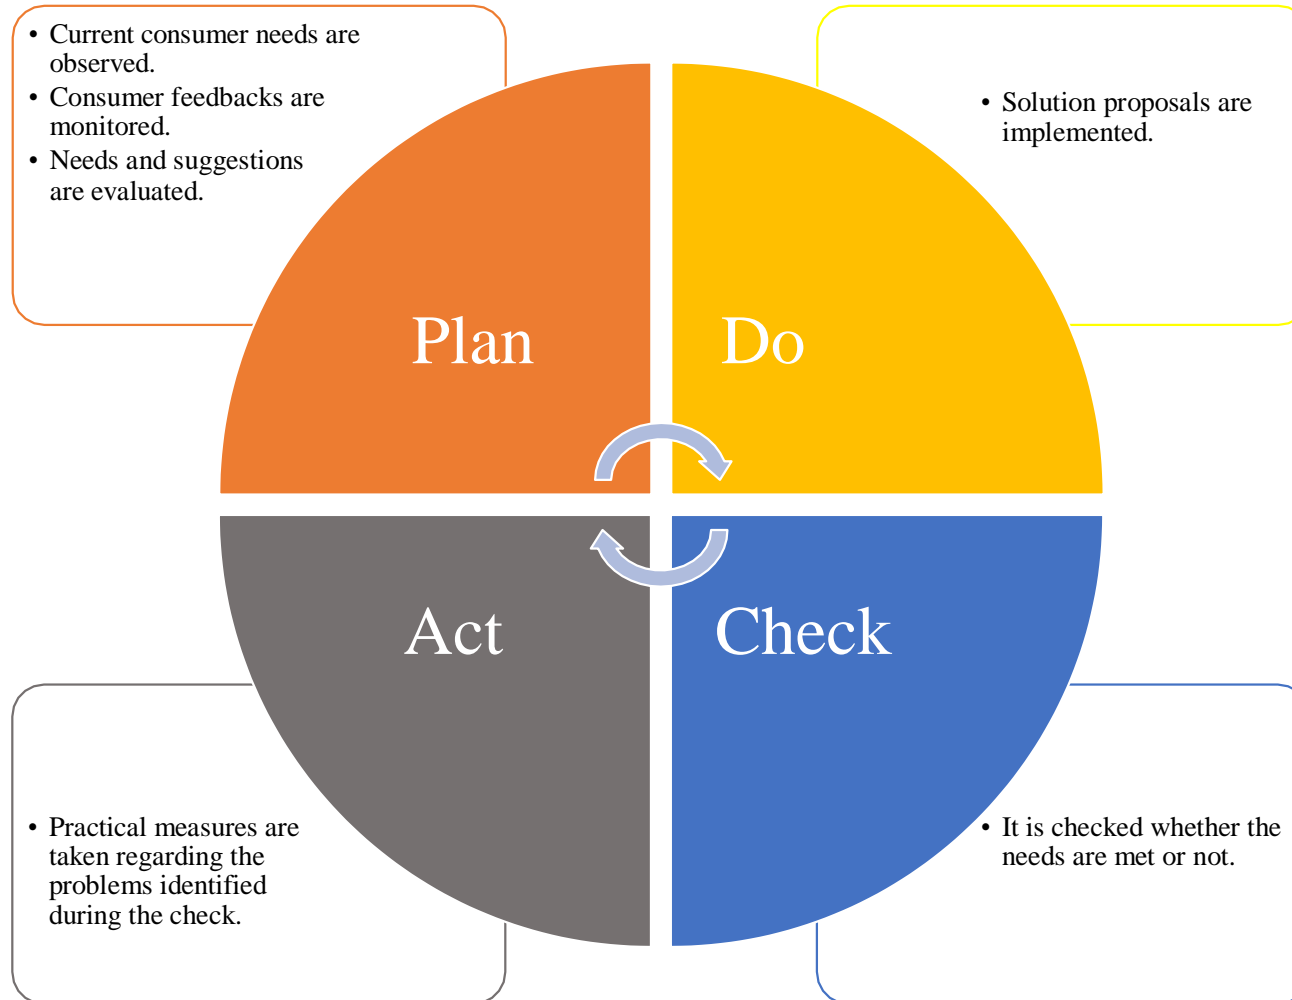 • Current consumer needs are
observed.
• Consumer feedbacks are
monitored.
• Needs and suggestions
are evaluated.
• Solution proposals are
implemented.
Plan
Do
Act
Check
• Practical measures are
taken regarding the
problems identified
during the check.
• It is checked whether the
needs are met or not.